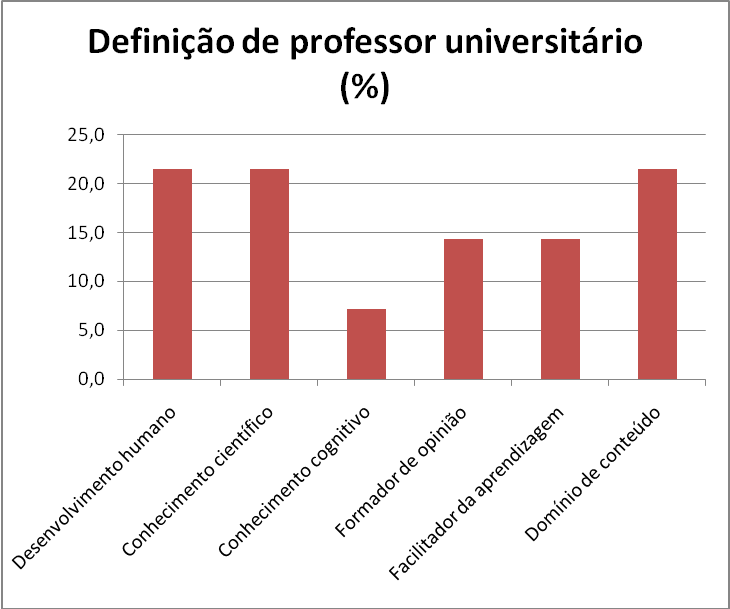 Definição de professor universitário
(%)
25,0
20,0
15,0
10,0
5,0
0,0
Desenvolvimento humano
Conhecimento científico
Conhecimento cognitivo
Formador de opinião
Facilitador da aprendizagem
Domínio de conteúdo